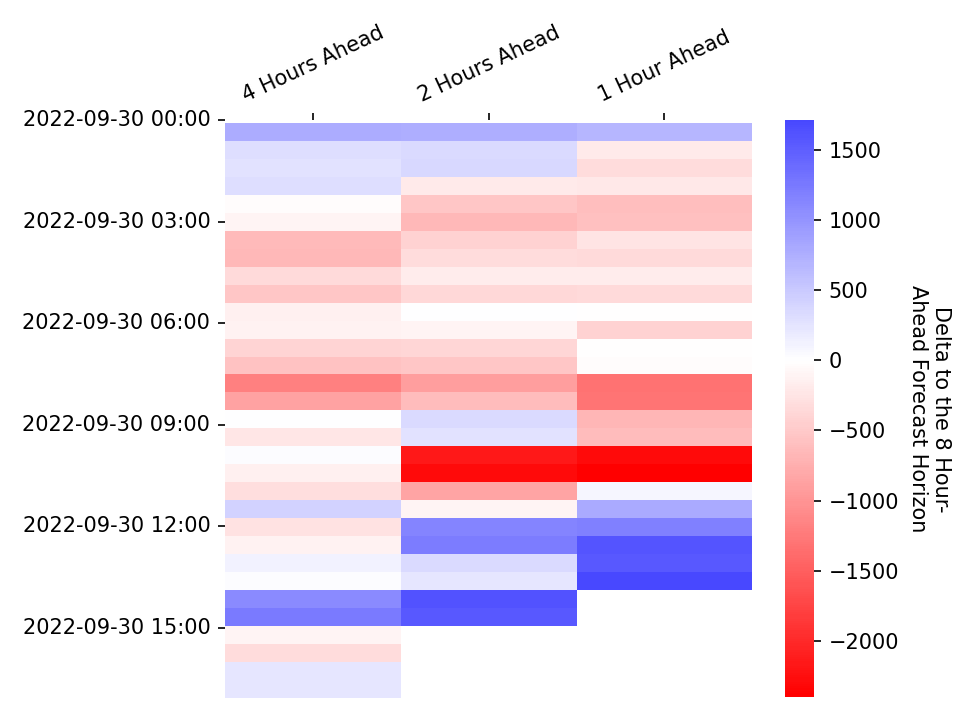 4 Hours Ahead
2 Hours Ahead
1 Hour Ahead
2022-09-30 00:00
2022-09-30 03:00
2022-09-30 06:00
2022-09-30 09:00
2022-09-30 12:00
2022-09-30 15:00
1500
1000
500
0
−500
−1000
−1500
−2000
Delta to the 8 Hour-
Ahead Forecast Horizon